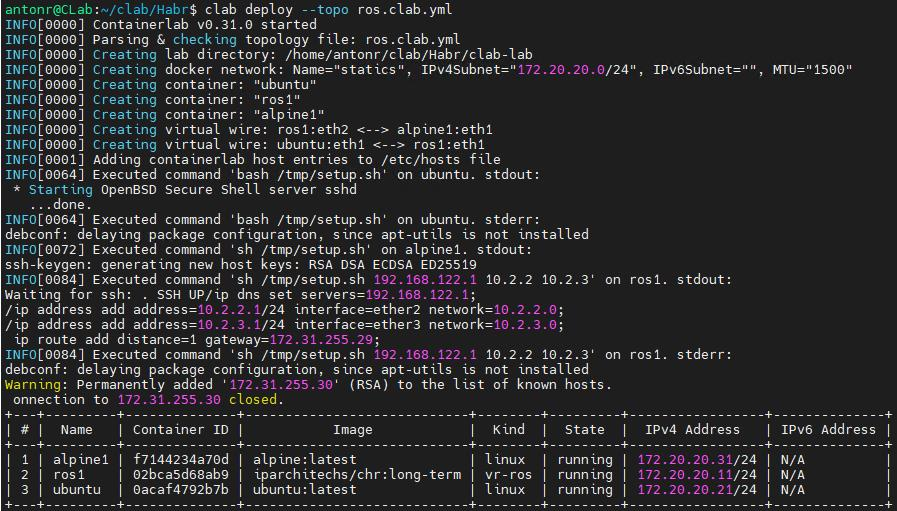 antonr@CLab:~/clab/Habr$ clab deploy --topo ros.clab.yml
INFO[0000] Containerlab v0.31.0 started
INFO[0000] Parsing & checking topology file: ros.clab.yml
INFO[0000] Creating lab directory: /home/antonr/clab/Habr/clab-lab
INFO[0000] Creating docker network: Name="statics", IPv4Subnet="172.20.20.0/24", IPv6Subnet="", MTU="1500"
INFO[0000] Creating container: "ubuntu"
INFO[0000] Creating container: "ros1"
INFO[0000] Creating container: "alpine1"
INFO[0000] Creating virtual wire: ros1:eth2 <--> alpine1:eth1
INFO[0000] Creating virtual wire: ubuntu:eth1 <--> ros1:eth1
INFO[0001] Adding containerlab host entries to /etc/hosts file
INFO[0064] Executed command 'bash /tmp/setup.sh' on ubuntu. stdout:
 * Starting OpenBSD Secure Shell server sshd
   ...done.
INFO[0064] Executed command 'bash /tmp/setup.sh' on ubuntu. stderr:
debconf: delaying package configuration, since apt-utils is not installed
INFO[0072] Executed command 'sh /tmp/setup.sh' on alpine1. stdout:
ssh-keygen: generating new host keys: RSA DSA ECDSA ED25519
INFO[0084] Executed command 'sh /tmp/setup.sh 192.168.122.1 10.2.2 10.2.3' on ros1. stdout:
Waiting for ssh: . SSH UP/ip dns set servers=192.168.122.1;
/ip address add address=10.2.2.1/24 interface=ether2 network=10.2.2.0;
/ip address add address=10.2.3.1/24 interface=ether3 network=10.2.3.0;
 ip route add distance=1 gateway=172.31.255.29;
INFO[0084] Executed command 'sh /tmp/setup.sh 192.168.122.1 10.2.2 10.2.3' on ros1. stderr:
debconf: delaying package configuration, since apt-utils is not installed
Warning: Permanently added '172.31.255.30' (RSA) to the list of known hosts.
 onnection to 172.31.255.30 closed.
+---+---------+--------------+------------------------------+--------+---------+-----------------+--------------+
| # | Name | Container ID | Image | Kind | State | IPv4 Address | IPv6 Address |
+---+---------+--------------+------------------------------+--------+---------+-----------------+--------------+
| 1 | alpine1 | f7144234a70d | alpine:latest | linux | running | 172.20.20.31/24 | N/A |
| 2 | ros1 | 02bca5d68ab9 | iparchitechs/chr:long-term | vr-ros | running | 172.20.20.11/24 | N/A |
| 3 | ubuntu | 0acaf4792b7b | ubuntu:latest | linux | running | 172.20.20.21/24 | N/A |
+---+---------+--------------+------------------------------+--------+---------+-----------------+--------------+